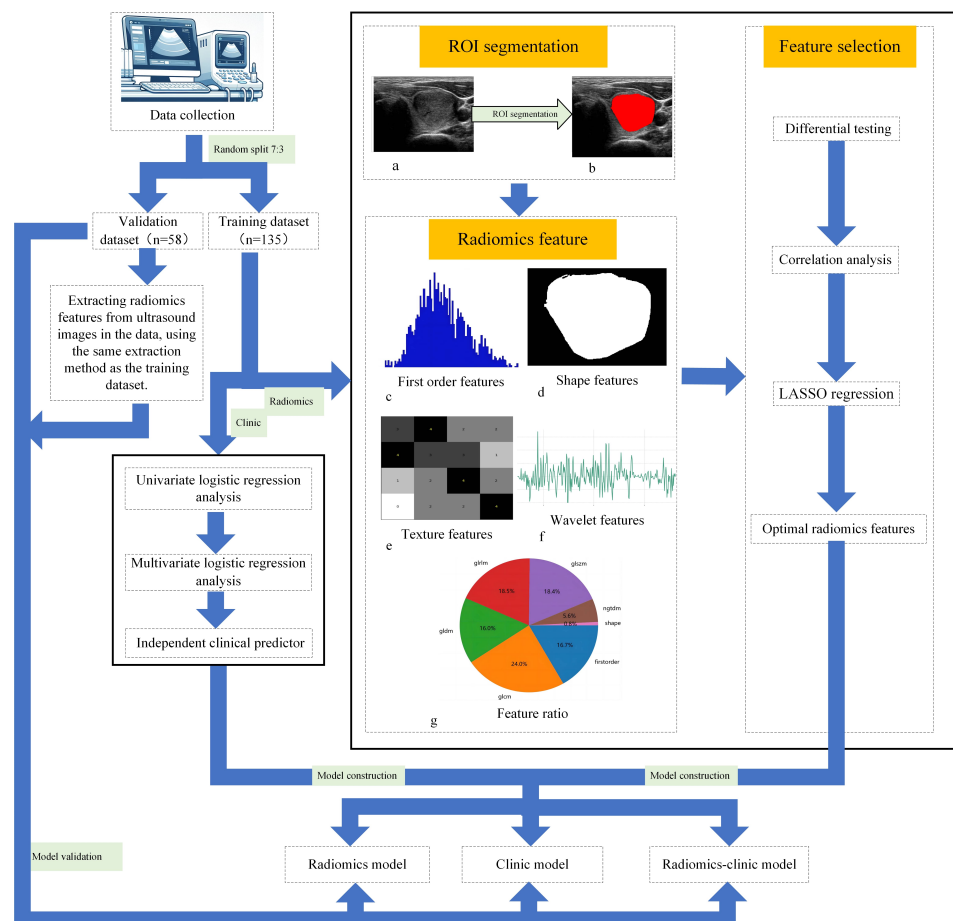 Data collection
Random split 7:3
Validation
dataset（n=58）
Training dataset
（n=135）
Extracting radiomics
features from ultrasound
images in the data, using
the same extraction
method as the training
dataset.
Radiomics
Clinic
Univariate logistic regression
analysis
Multivariate logistic regression
analysis
Independent clinical predictor
ROI segmentation
ROI segmentation
a
b
Radiomics feature
First order features
c
Shape features
d
Texture features
e
Wavelet features
f
glrlm
18.5%
glszm
18.4%
ngtdm
5.6%
shape
0.8%
gldm
16.0%
firstorder
16.7%
24.0%
glcm
g
Feature ratio
Feature selection
Differential testing
Correlation analysis
LASSO regression
Optimal radiomics features
Model construction
Model construction
Model validation
Radiomics model
Clinic model
Radiomics-clinic model